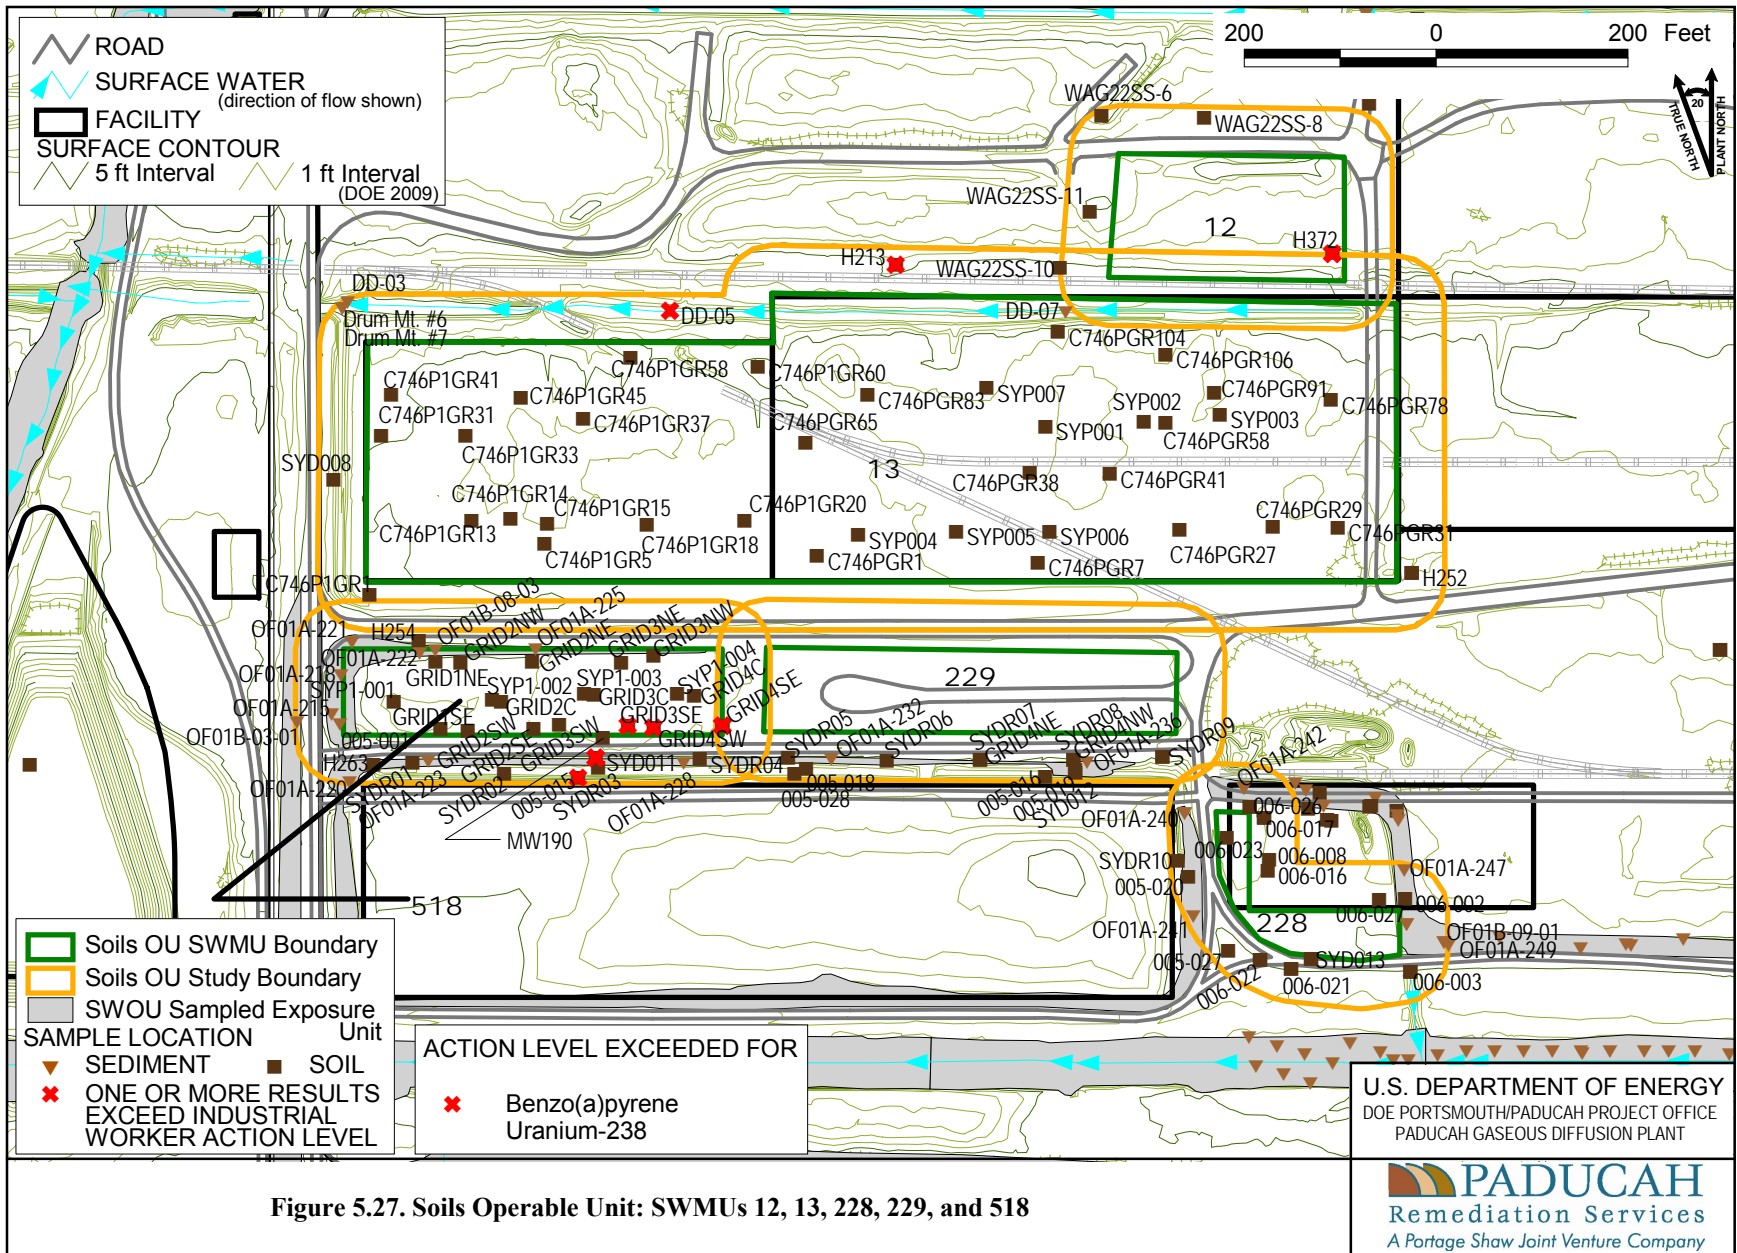 ROAD
SURFACE WATER
(direction of flow shown)
FACILITY
SURFACE CONTOUR
5 ft Interval
1 ft Interval
(DOE 2009)
200 0 200 Feet
TRUE NORTH
20
PLANT NORTH
WAG22SS-6
WAG22SS-8
WAG22SS-11
12
H372
H213
WAG22SS-10
DD-03
Drum Mt. #6
Drum Mt. #7
DD-05
DD-07
C746PGR104
C746PGR106
C746P1GR58
C746P1GR60
C746P1GR41
C746P1GR45
C746PGR83
SYP007
C746PGR91
C746PGR78
C746P1GR31
C746P1GR37
C746PGR65
SYP002
SYP003
SYP001
C746PGR58
C746P1GR33
SYD008
13
C746PGR38
C746PGR41
C746P1GR14
C746P1GR15
C746P1GR20
C746PGR29
C746P1GR13
C746P1GR18
SYP004
SYP005
SYP006
C746PGR27
C746PGR31
C746P1GR5
C746PGR1
C746PGR7
H252
C746P1GR1
OF01B-08-03
OF01A-225
OF01A-221
H254
GRID2NW
GRID2NE
GRID3NE
GRID3NW
OF01A-222
OF01A-218
GRID1NE
SYP1-003
SYP1-004
229
SYP1-001
SYP1-002
GRID3C
GRID4C
GRID4SE
OF01A-215
GRID1SE
GRID2C
GRID3SE
OF01B-03-01
005-001
GRID2SW
GRID2SE
GRID3SW
GRID4SW
SYDR05
OF01A-232
SYDR06
SYDR07
GRID4NE
SYDR08
GRID4NW
OF01A-236
SYDR09
H263
SYD011
SYDR04
OF01A-242
OF01A-220
SYDR01
OF01A-223
SYDR02
005-015
SYDR03
OF01A-228
005-018
005-028
005-016
005-019
SYD012
OF01A-240
006-026
006-017
MW190
006-023
006-008
SYDR10
006-016
OF01A-247
005-020
518
006-027
006-002
228
OF01A-241
OF01B-09-01
OF01A-249
005-027
SYD013
006-022
006-021
006-003
Soils OU SWMU Boundary
Soils OU Study Boundary
SWOU Sampled Exposure
Unit
SAMPLE LOCATION
SEDIMENT
SOIL
ONE OR MORE RESULTS
EXCEED INDUSTRIAL
WORKER ACTION LEVEL
ACTION LEVEL EXCEEDED FOR
Benzo(a)pyrene
Uranium-238
U.S. DEPARTMENT OF ENERGY
DOE PORTSMOUTH/PADUCAH PROJECT OFFICE
PADUCAH GASEOUS DIFFUSION PLANT
PADUCAH
Remediation Services
A Portage Shaw Joint Venture Company
Figure 5.27. Soils Operable Unit: SWMUs 12, 13, 228, 229, and 518